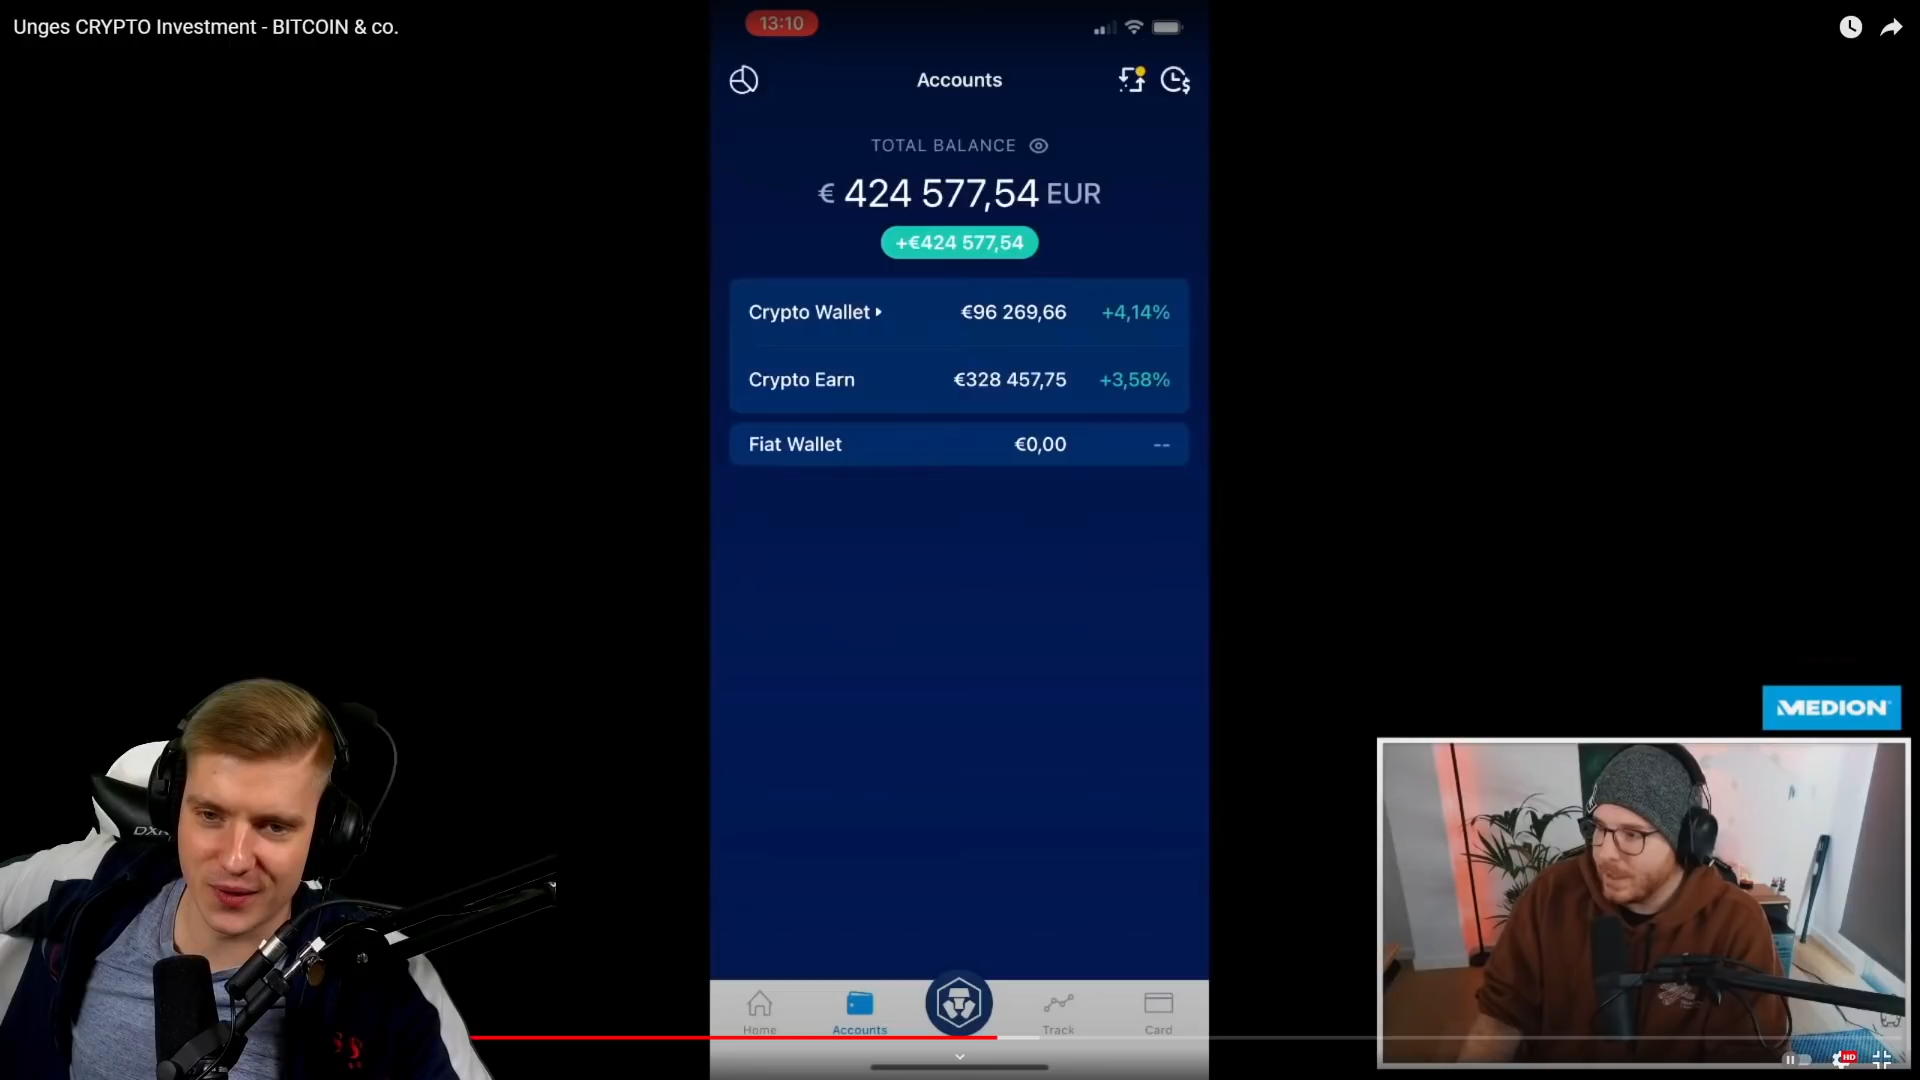 Unges CRYPTO Investment - BITCOIN & co.
13:10
Accounts
TOTAL BALANCE
€ 424 577,54 EUR
+€424 577,54
Crypto Wallet €96 269,66 +4,14%
Crypto Earn €328 457,75 +3,58%
Fiat Wallet €0,00 --
MEDION
Home Accounts Track Card
HD